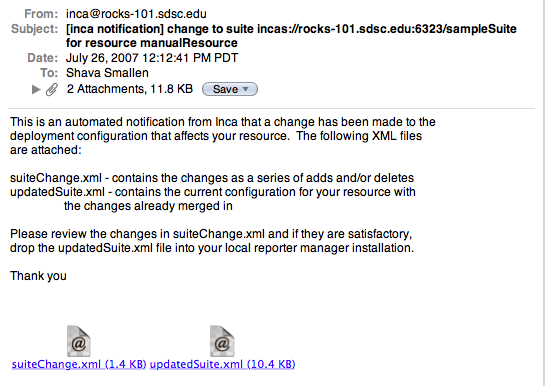 From: inca@rocks-101.sdsc.edu
Subject: [inca notification] change to suite incas://rocks-101.sdsc.edu:6323/sampleSuite
for resource manualResource
Date: July 26, 2007 12:12:41 PM PDT
To: Shava Smallen
2 Attachments, 11.8 KB Save
This is an automated notification from Inca that a change has been made to the
deployment configuration that affects your resource. The following XML files
are attached:
suiteChange.xml - contains the changes as a series of adds and/or deletes
updatedSuite.xml - contains the current configuration for your resource with
the changes already merged in
Please review the changes in suiteChange.xml and if they are satisfactory,
drop the updatedSuite.xml file into your local reporter manager installation.
Thank you
@ @
suiteChange.xml (1.4 KB) updatedSuite.xml (10.4 KB)